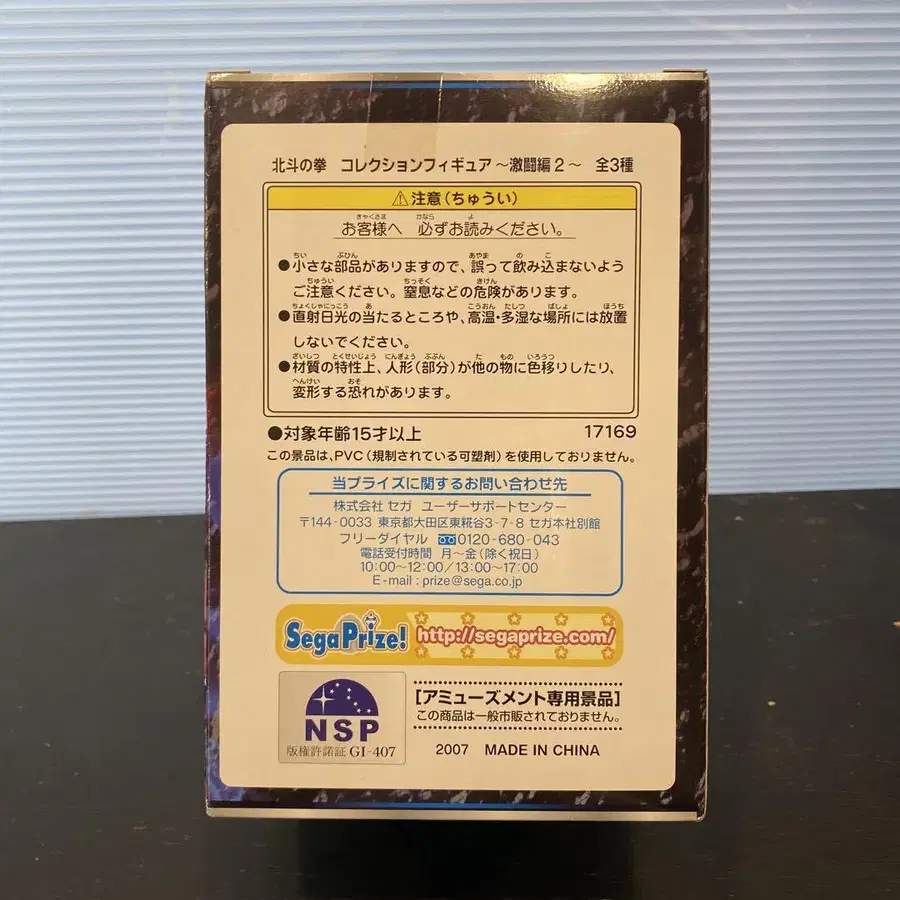 北斗の拳 コレクションフィギュア～激闘編2～ 全3種
⚠注意(ちゅうい)
お客様へ 必ずお読みください。
●小さな部品がありますので、誤って飲み込まないよう
ご注意ください。窒息などの危険があります。
●直射日光の当たるところや、高温・多湿な場所には放置
しないでください。
●材質の特性上、人形(部分)が他の物に色移りしたり、
変形する恐れがあります。
●対象年齢15才以上 17169
この景品は、PVC(規制されている可塑剤)を使用しておりません。
当プライズに関するお問い合わせ先
株式会社 セガ ユーザーサポートセンター
〒144-0033 東京都大田区東糀谷3-7-8 セガ本社別館
フリーダイヤル 0120-680-043
電話受付時間 月～金(除く祝日)
10:00～12:00/13:00～17:00
E-mail:prize@sega.co.jp
SegaPrize! http://segaprize.com/
NSP
版権許諾証 GI-407
[アミューズメント専用景品]
この商品は一般市販されておりません。
2007 MADE IN CHINA